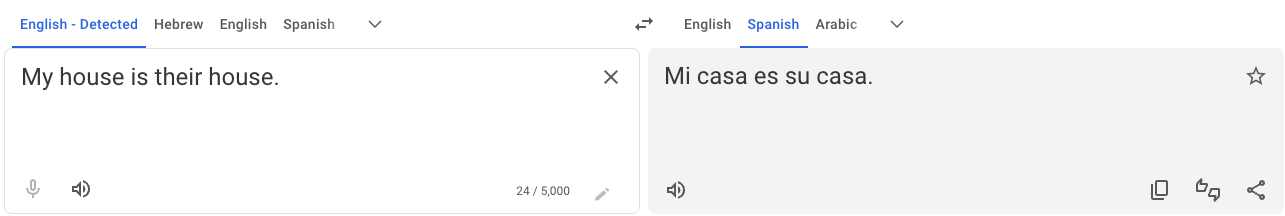 English - Detected Hebrew English Spanish
English Spanish Arabic
My house is their house.
Mi casa es su casa.
24 / 5,000